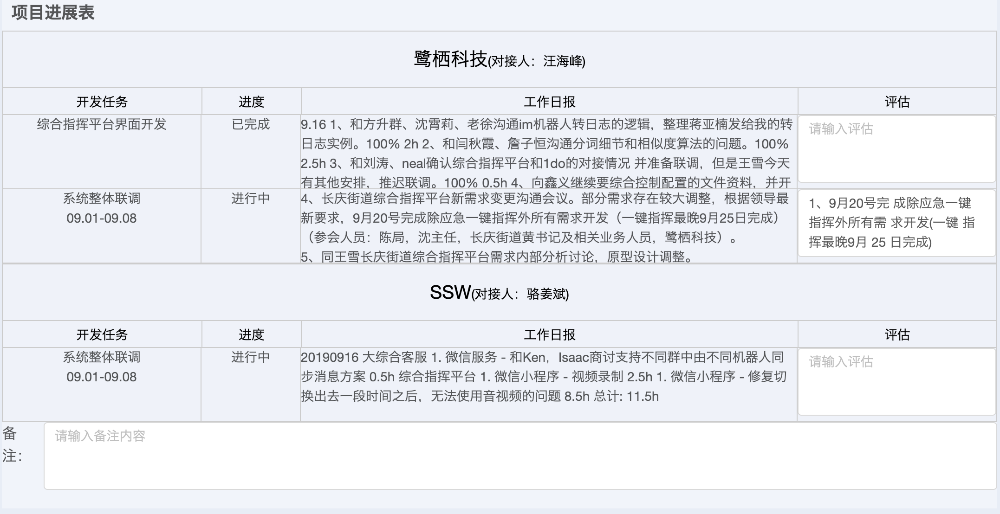 项目进展表
鹭栖科技(对接人：汪海峰)
开发任务 进度 工作日报 评估
综合指挥平台界面开发 已完成
9.16 1、和方升群、沈霄莉、老徐沟通im机器人转日志的逻辑，整理蒋亚楠发给我的转
日志实例。100% 2h 2、和闫秋霞、詹子恒沟通分词细节和相似度算法的问题。100%
2.5h 3、和刘涛、neal确认综合指挥平台和1do的对接情况 并准备联调，但是王雪今天
有其他安排，推迟联调。100% 0.5h 4、向鑫义继续要综合控制配置的文件资料，并开
请输入评估
系统整体联调
09.01-09.08
进行中
4、长庆街道综合指挥平台新需求变更沟通会议。部分需求存在较大调整，根据领导最
新要求，9月20号完成除应急一键指挥外所有需求开发（一键指挥最晚9月25日完成）
（参会人员：陈局，沈主任，长庆街道黄书记及相关业务人员，鹭栖科技）。
5、同王雪长庆街道综合指挥平台需求内部分析讨论，原型设计调整。
1、9月20号完 成除应急一键
指挥外所有需 求开发(一键 指
挥最晚9月 25 日完成)
SSW(对接人：骆姜斌)
开发任务 进度 工作日报 评估
系统整体联调
09.01-09.08
进行中
20190916 大综合客服 1. 微信服务 - 和Ken，Isaac商讨支持不同群中由不同机器人同
步消息方案 0.5h 综合指挥平台 1. 微信小程序 - 视频录制 2.5h 1. 微信小程序 - 修复切
换出去一段时间之后，无法使用音视频的问题 8.5h 总计: 11.5h
请输入评估
备
注：
请输入备注内容